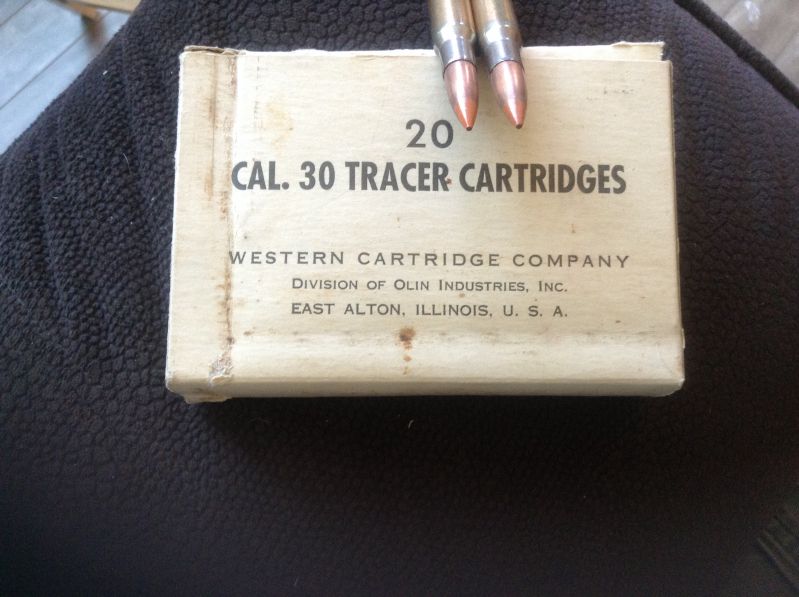 20
CAL. 30 TRACER CARTRIDGES
WESTERN CARTRIDGE COMPANY
DIVISION OF OLIN INDUSTRIES, INC.
EAST ALTON, ILLINOIS, U. S. A.